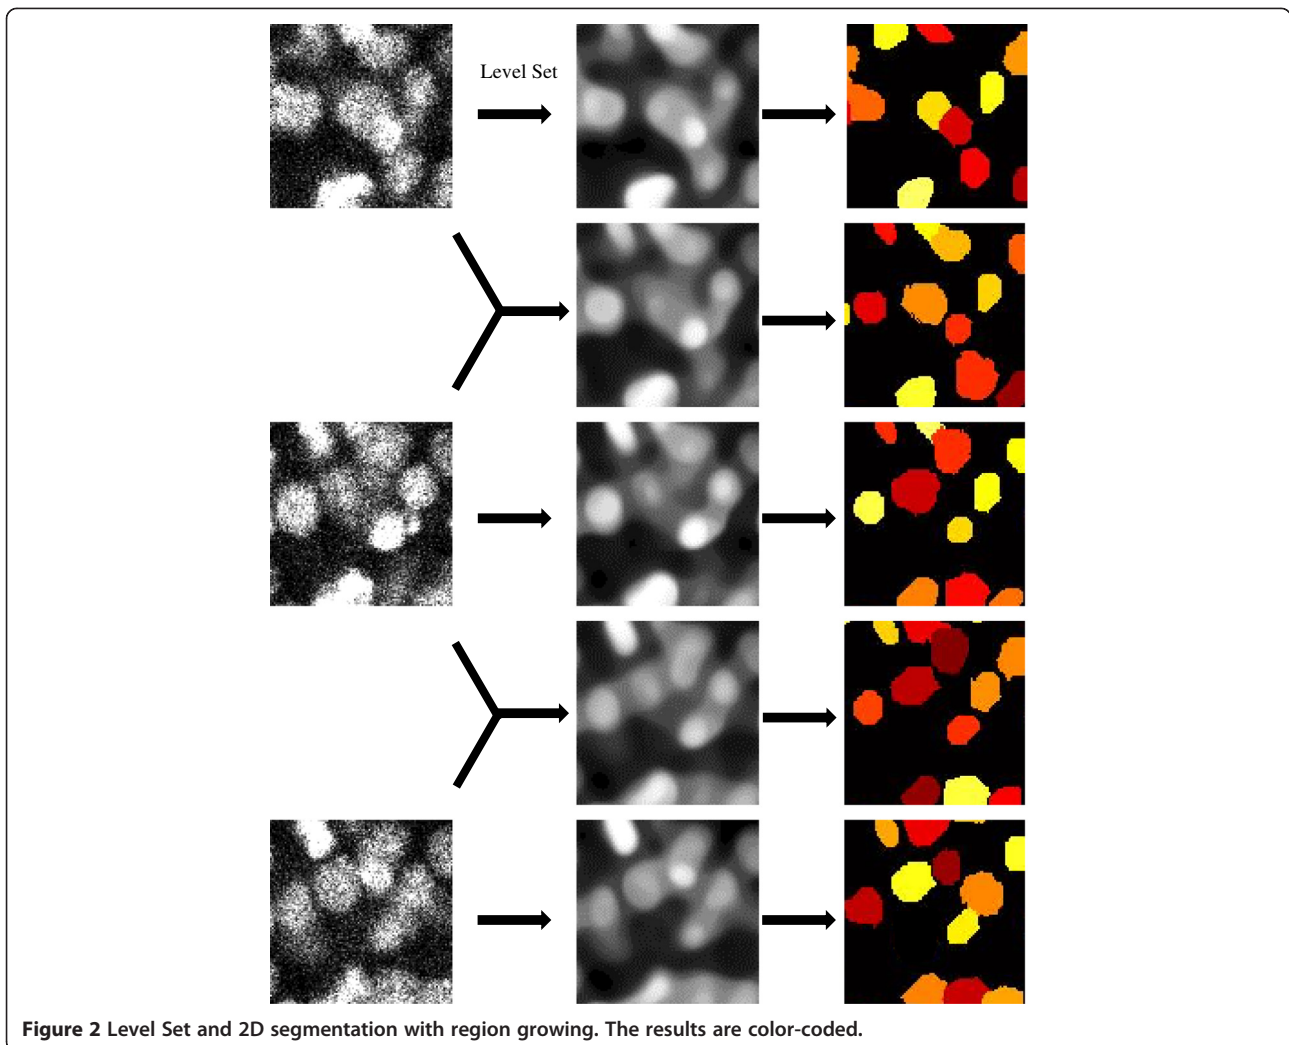 Level Set
Figure 2 Level Set and 2D segmentation with region growing. The results are color-coded.